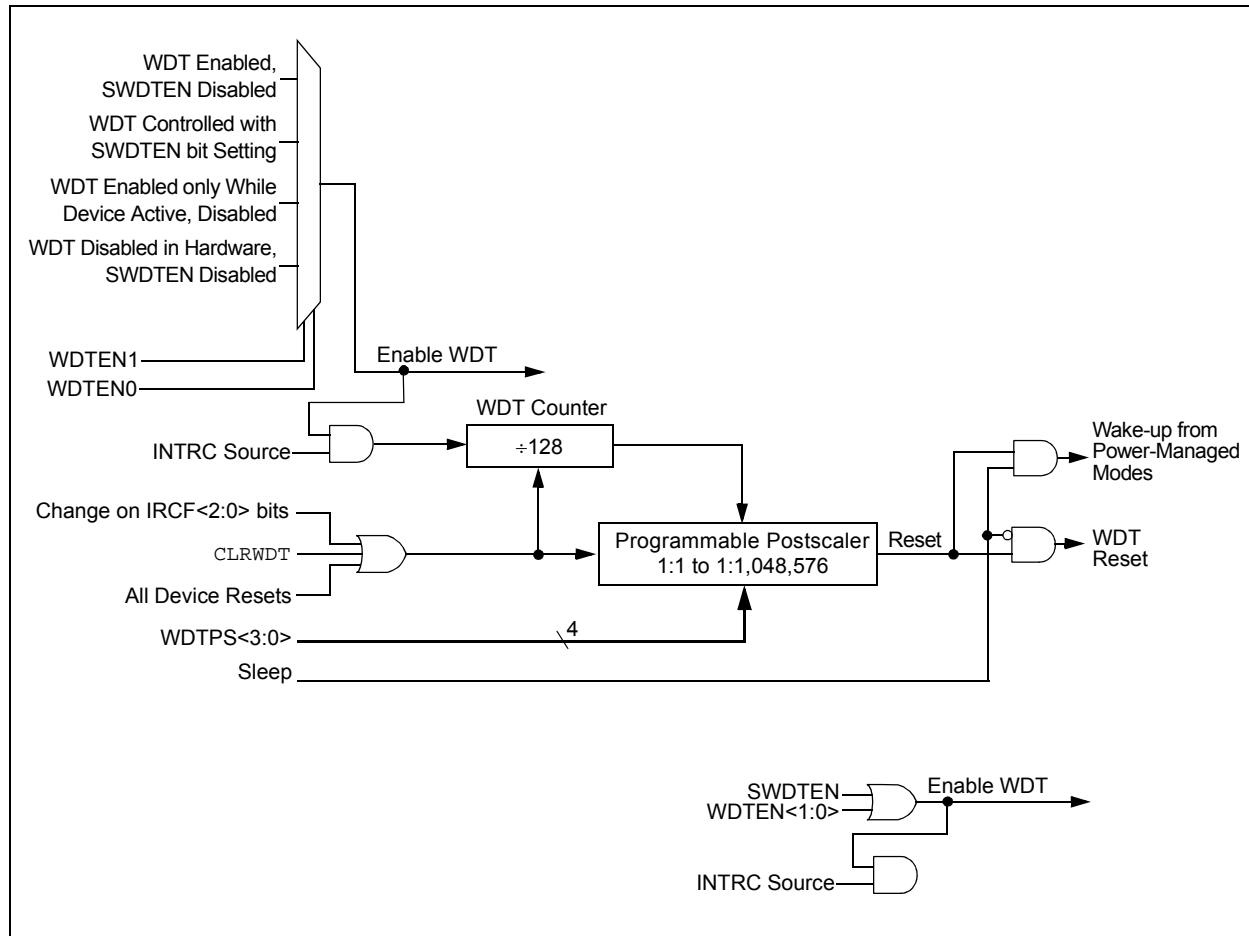 WDT Enabled,
SWDTEN Disabled
WDT Controlled with
SWDTEN bit Setting
WDT Enabled only While
Device Active, Disabled
WDT Disabled in Hardware,
SWDTEN Disabled
WDTEN1
WDTEN0
Enable WDT
WDT Counter
INTRC Source
÷128
Wake-up from
Power-Managed
Modes
Change on IRCF<2:0> bits
CLRWDT
All Device Resets
Programmable Postscaler
1:1 to 1:1,048,576
Reset
WDT
Reset
WDTPS<3:0>
4
Sleep
SWDTEN
WDTEN<1:0>
Enable WDT
INTRC Source